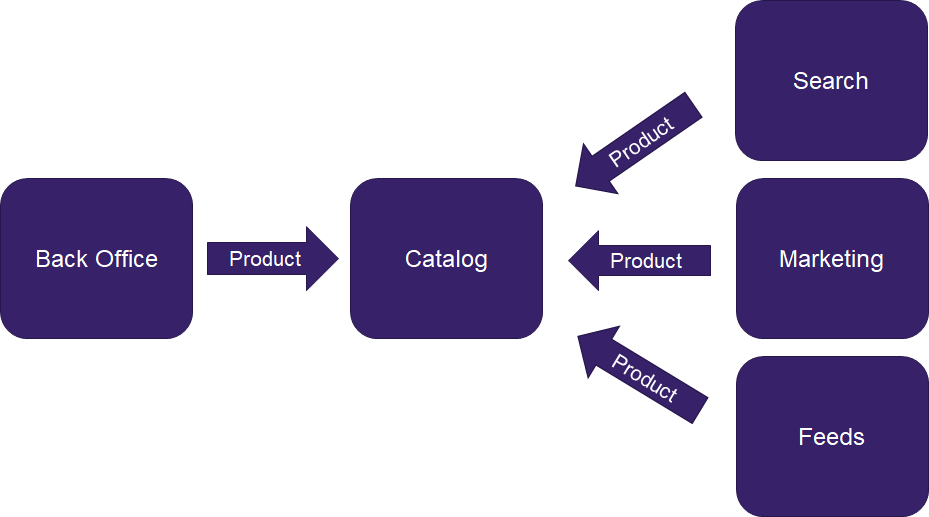 Search
Product
Back Office
Product
Catalog
Product
Marketing
Product
Feeds